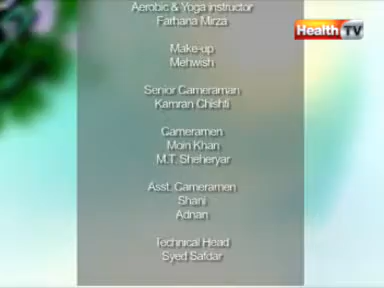 Aerobic & Yoga instructor
Farhana Mirza
Health TV
Make-up
Mehwish
Senior Cameraman
Kamran Chishti
Cameramen
Moin Khan
M.T. Sheheryar
Asst. Cameramen
Shani
Adnan
Technical Head
Syed Safdar